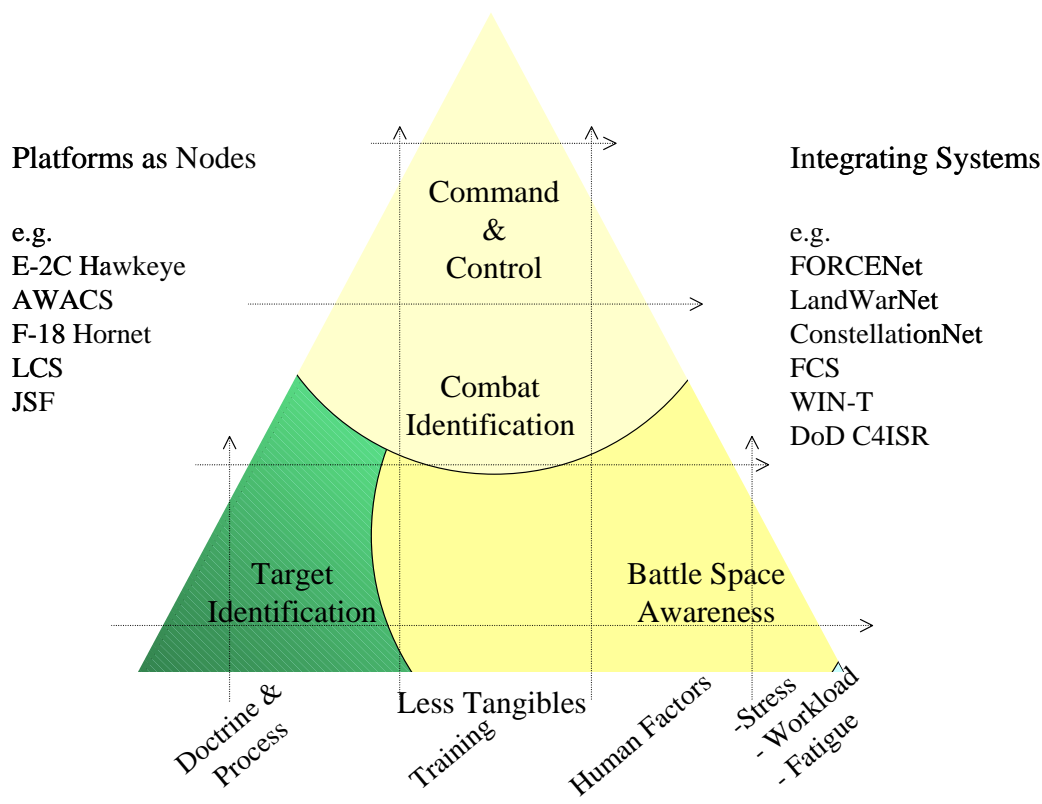 Platforms as Nodes
e.g.
E-2C Hawkeye
AWACS
F-18 Hornet
LCS
JSF
Command
&
Control
Combat
Identification
Integrating Systems
e.g.
FORCENet
LandWarNet
ConstellationNet
FCS
WIN-T
DoD C4ISR
Target
Identification
Battle Space
Awareness
Less Tangibles
Doctrine &
Process
Training
Human Factors
-Stress
- Workload
- Fatigue